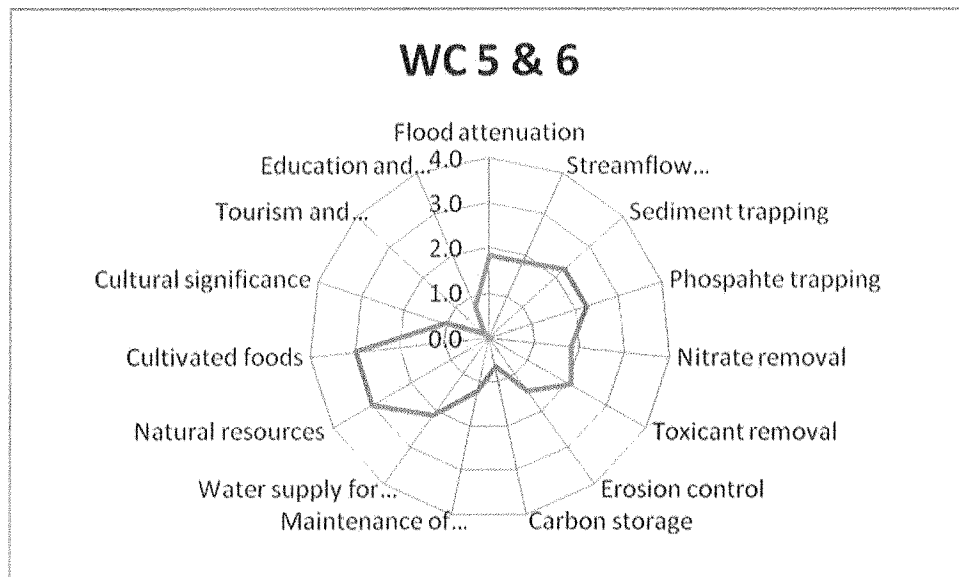 WC 5 & 6
Flood attenuation
Streamflow...
Sediment trapping
Phospahte trapping
Nitrate removal
Toxicant removal
Erosion control
Carbon storage
Maintenance of...
Water supply for...
Natural resources
Cultivated foods
Cultural significance
Tourism and...
Education and...
4.0
3.0
2.0
1.0
0.0